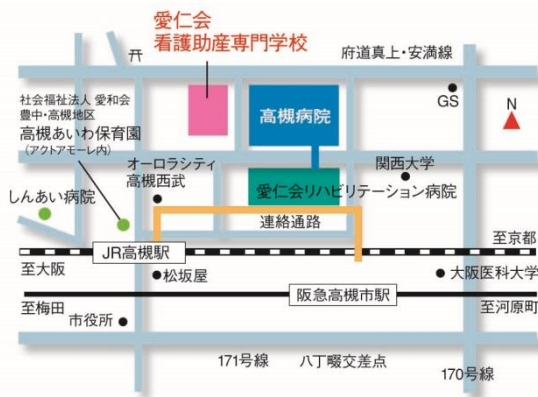 愛仁会
看護助産専門学校
府道真上・安満線
社会福祉法人 愛和会
豊中・高槻地区
高槻あいわ保育園
(アクトアモーレ内)
高槻病院
GS
N
オーロラシティ
高槻西武
関西大学
しんあい病院
愛仁会リハビリテーション病院
連絡通路
JR高槻駅
至京都
至大阪
松坂屋
大阪医科大学
阪急高槻市駅
至梅田
至河原町
市役所
171号線
八丁畷交差点
170号線